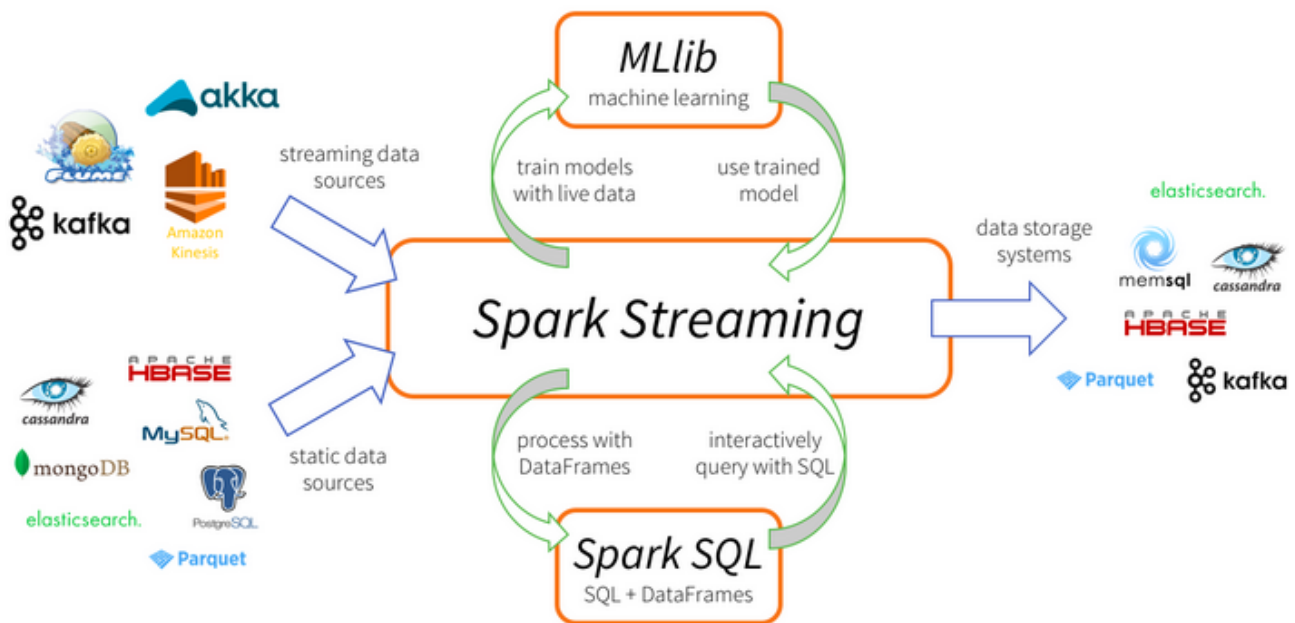 akka
FLUME
kafka
Amazon
Kinesis
streaming data
sources
MLlib
machine learning
train models
with live data
use trained
model
Spark Streaming
data storage
systems
elasticsearch.
memsql
cassandra
APACHE
HBASE
Parquet
kafka
APACHE
HBASE
cassandra
MySQL®
mongoDB
PostgreSQL
elasticsearch.
Parquet
static data
sources
process with
DataFrames
interactively
query with SQL
Spark SQL
SQL + DataFrames